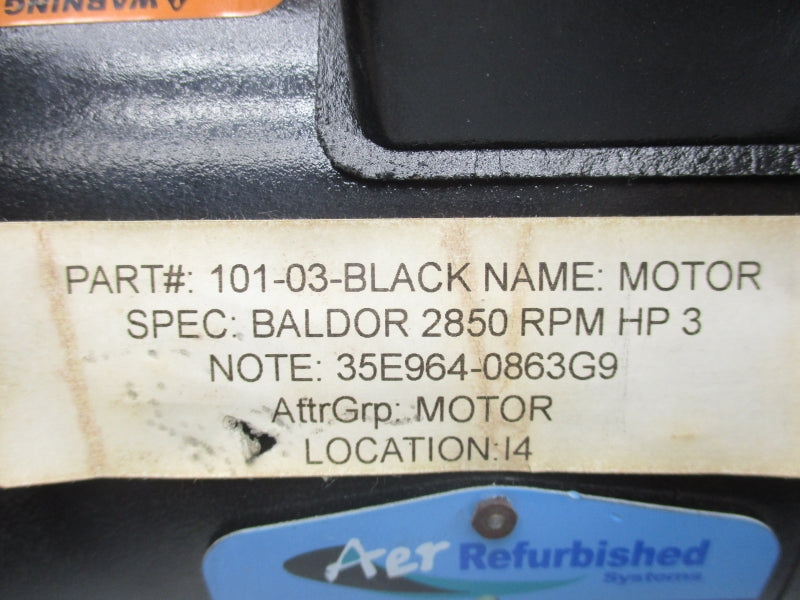 ⚠ WARNING
PART#: 101-03-BLACK NAME: MOTOR
SPEC: BALDOR 2850 RPM HP 3
NOTE: 35E964-0863G9
AttrGrp: MOTOR
LOCATION:I4
Aer Refurbished
Systems